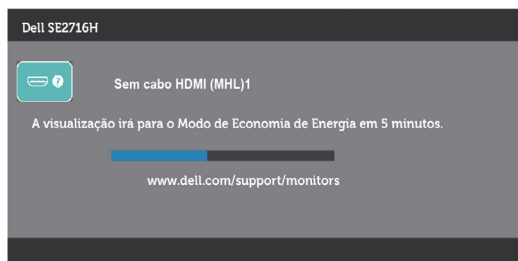 Dell SE2716H
?
Sem cabo HDMI (MHL)1
A visualização irá para o Modo de Economia de Energia em 5 minutos.
www.dell.com/support/monitors